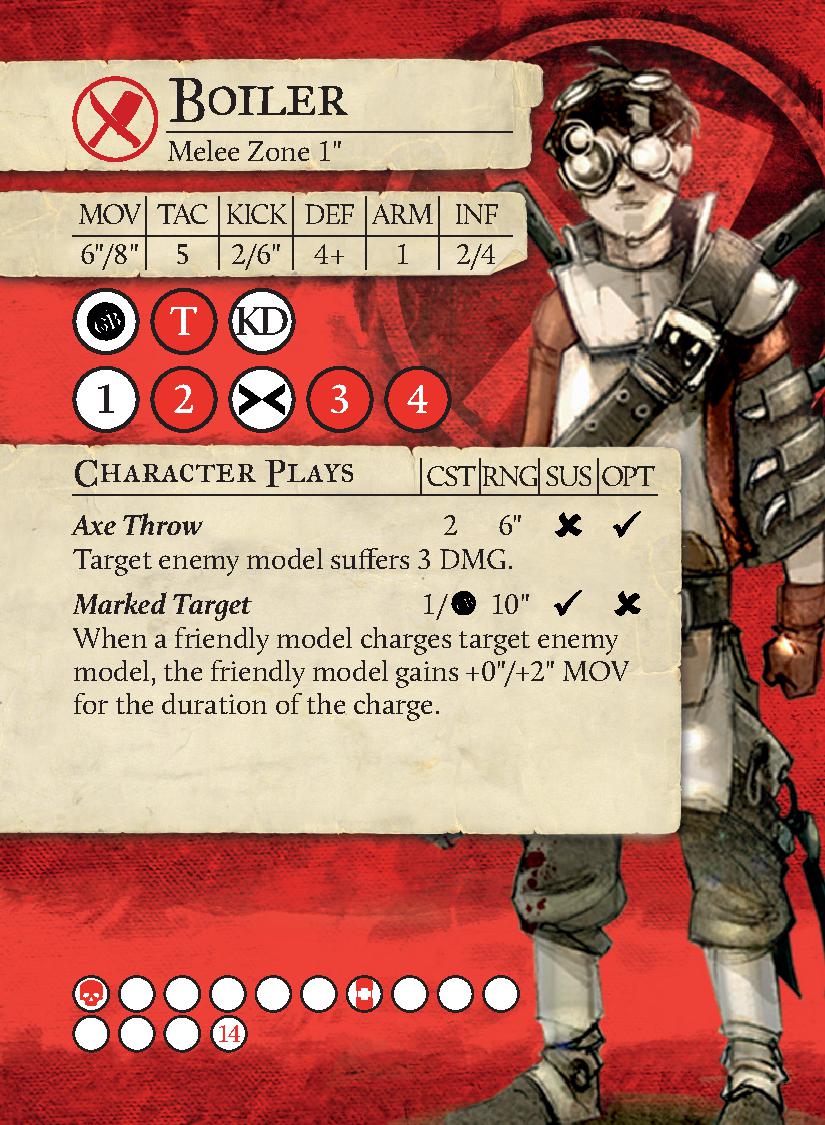 Boiler
Melee Zone 1"
MOV TAC KICK DEF ARM INF
6"/8" 5 2/6" 4+ 1 2/4
GB T KD
1 2 >< 3 4
Character Plays CST RNG SUS OPT
Axe Throw 2 6" ✘ ✓
Target enemy model suffers 3 DMG.
Marked Target 1/GB 10" ✓ ✘
When a friendly model charges target enemy
model, the friendly model gains +0"/+2" MOV
for the duration of the charge.
14